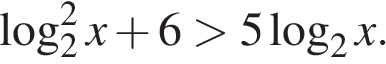 log₂² x + 6 > 5 log₂ x.